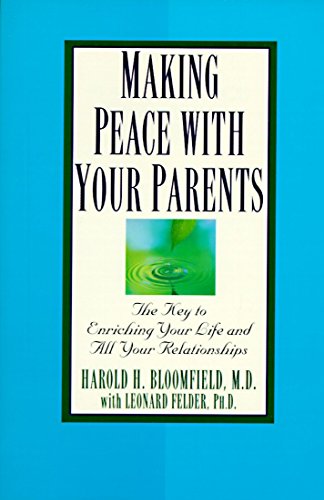 MAKING
PEACE WITH
YOUR PARENTS
The Key to
Enriching Your Life and
All Your Relationships
HAROLD H. BLOOMFIELD, M.D.
with LEONARD FELDER, PH.D.